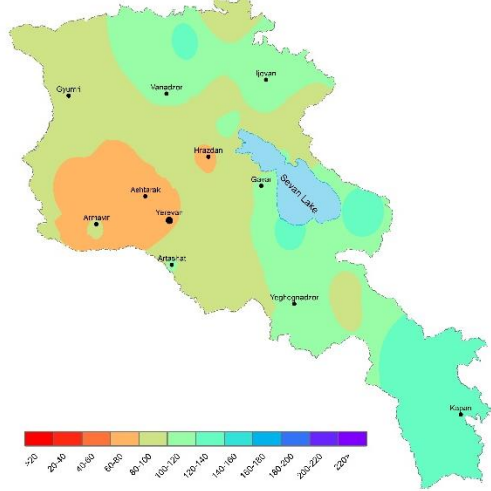 Ijevan
Gyumri
Vanadzor
Hrazdan
Gavar
Sevan Lake
Ashtarak
Armavir
Yerevan
Artashat
Yeghegnadzor
Kapan
>20
20-40
40-60
60-80
80-100
100-120
120-140
140-160
160-180
180-200
200-220
220>